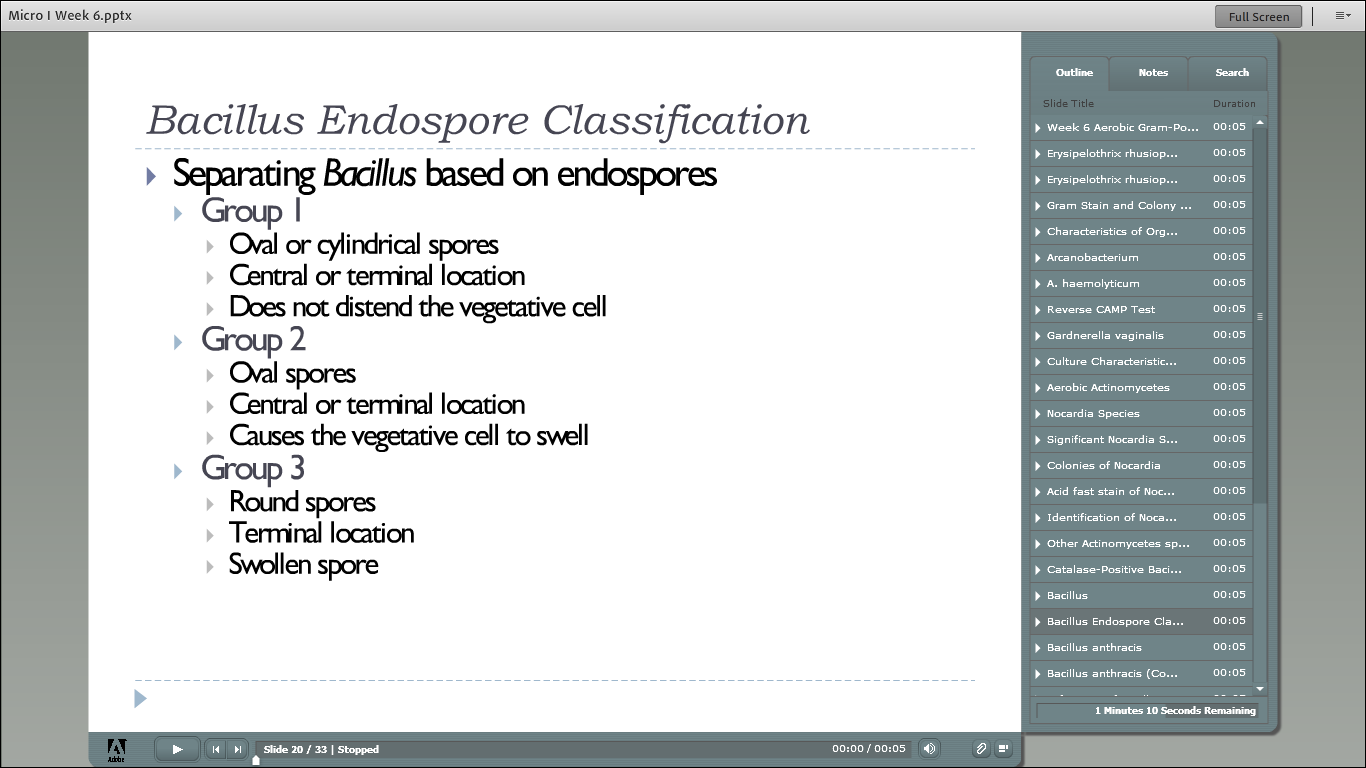 Micro I Week 6.pptx
Full Screen
Bacillus Endospore Classification
Separating Bacillus based on endospores
Group 1
Oval or cylindrical spores
Central or terminal location
Does not distend the vegetative cell
Group 2
Oval spores
Central or terminal location
Causes the vegetative cell to swell
Group 3
Round spores
Terminal location
Swollen spore
Outline Notes Search
Slide Title Duration
Week 6 Aerobic Gram-Po... 00:05
Erysipelothrix rhusiop... 00:05
Erysipelothrix rhusiop... 00:05
Gram Stain and Colony ... 00:05
Characteristics of Org... 00:05
Arcanobacterium 00:05
A. haemolyticum 00:05
Reverse CAMP Test 00:05
Gardnerella vaginalis 00:05
Culture Characteristic... 00:05
Aerobic Actinomycetes 00:05
Nocardia Species 00:05
Significant Nocardia S... 00:05
Colonies of Nocardia 00:05
Acid fast stain of Noc... 00:05
Identification of Noca... 00:05
Other Actinomycetes sp... 00:05
Catalase-Positive Baci... 00:05
Bacillus 00:05
Bacillus Endospore Cla... 00:05
Bacillus anthracis 00:05
Bacillus anthracis (Co... 00:05
1 Minutes 10 Seconds Remaining
Adobe
Slide 20 / 33 | Stopped
00:00 / 00:05